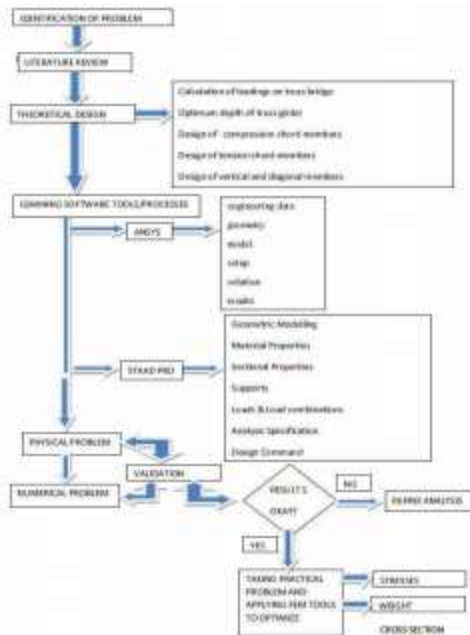 IDENTIFICATION OF PROBLEM
LITERATURE REVIEW
THEORETICAL DESIGN
Calculation of loadings on truss bridge
Optimum depth of truss girder
Design of compression chord members
Design of tension chord members
Design of vertical and diagonal members
LEARNING SOFTWARE TOOLS/PROCESSES
ANSYS
engineering data
geometry
model
setup
solution
results
STAAD PRO
Geometric Modelling
Material Properties
Sectional Properties
Supports
Loads & Load combinations
Analysis Specification
Design Command
PHYSICAL PROBLEM
VALIDATION
NUMERICAL PROBLEM
RESULTS
OKAY?
NO
REFINE ANALYSIS
YES
TAKING PRACTICAL
PROBLEM AND
APPLYING FEM TOOLS
TO OPTIMIZE
STRESSES
WEIGHT
CROSS SECTION